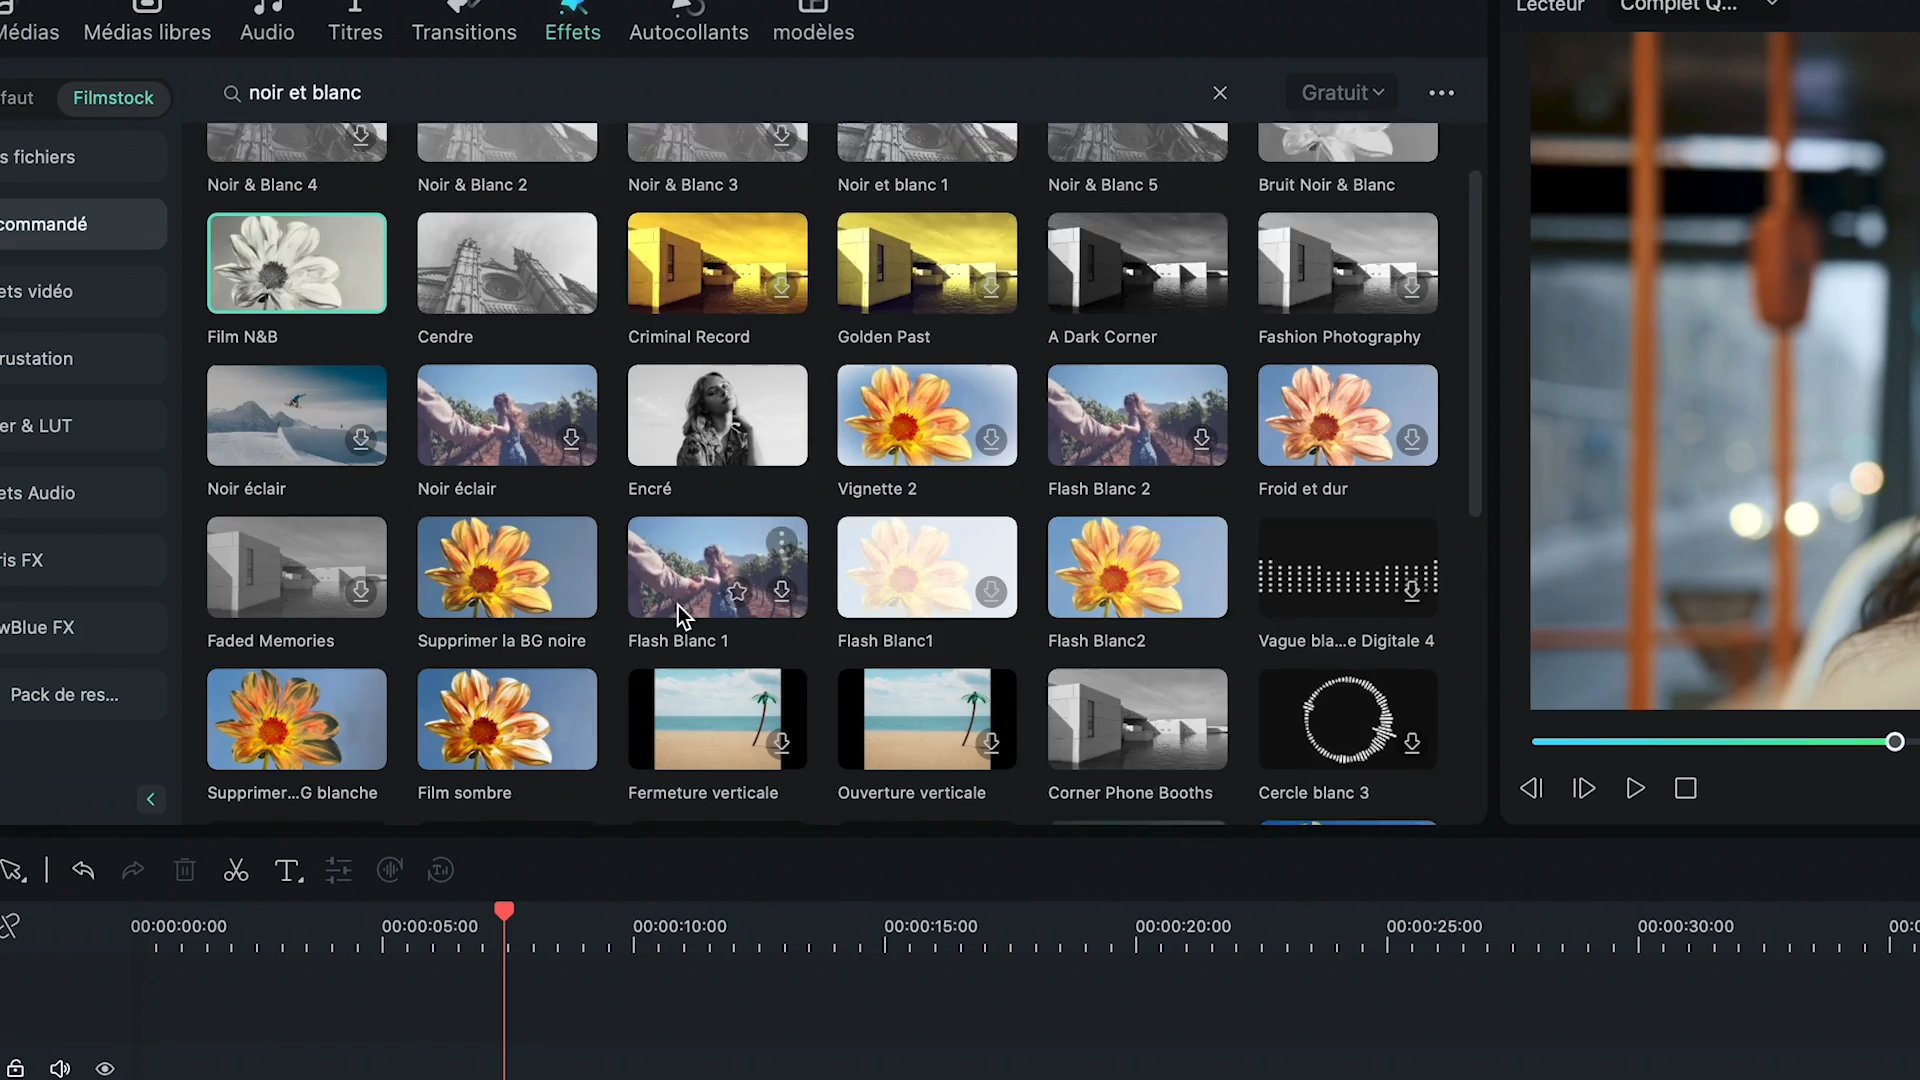 Médias
Médias libres
Audio
Titres
Transitions
Effets
Autocollants
modèles
Lecteur
Complet Q...
faut
Filmstock
noir et blanc
Gratuit
s fichiers
commandé
ets vidéo
rustation
er & LUT
ets Audio
ris FX
wBlue FX
Pack de res...
Noir & Blanc 4
Noir & Blanc 2
Noir & Blanc 3
Noir et blanc 1
Noir & Blanc 5
Bruit Noir & Blanc
Film N&B
Cendre
Criminal Record
Golden Past
A Dark Corner
Fashion Photography
Noir éclair
Noir éclair
Encré
Vignette 2
Flash Blanc 2
Froid et dur
Faded Memories
Supprimer la BG noire
Flash Blanc 1
Flash Blanc1
Flash Blanc2
Vague bla...e Digitale 4
Supprimer...G blanche
Film sombre
Fermeture verticale
Ouverture verticale
Corner Phone Booths
Cercle blanc 3
00:00:00:00
00:00:05:00
00:00:10:00
00:00:15:00
00:00:20:00
00:00:25:00
00:00:30:00
00:0